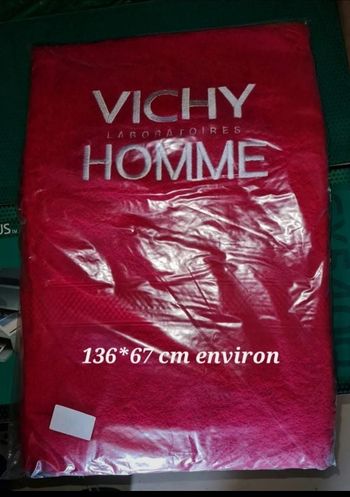 VICHY
LABORATOIRES
HOMME
136*67 cm environ